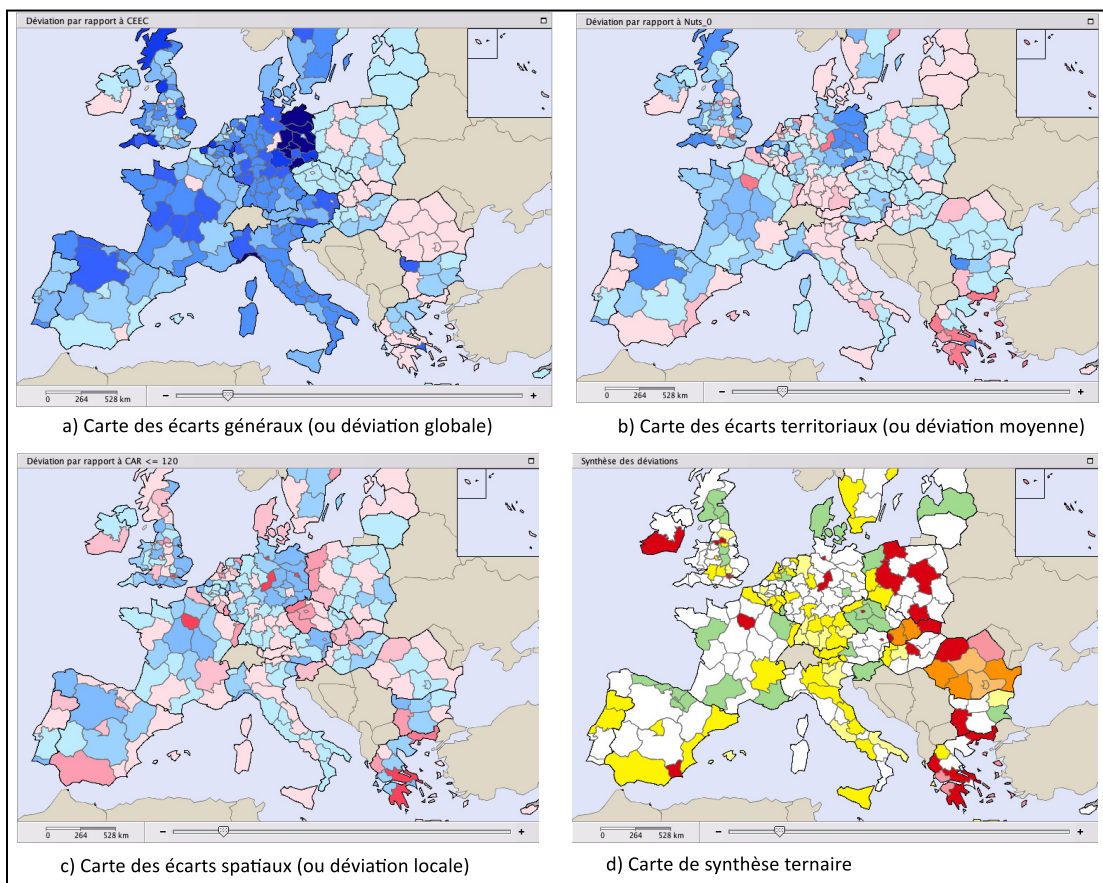 Déviation par rapport à CEEC
Déviation par rapport à Nuts_0
0 264 528 km
− +
0 264 528 km
− +
a) Carte des écarts généraux (ou déviation globale)
b) Carte des écarts territoriaux (ou déviation moyenne)
Déviation par rapport à CAR <= 120
Synthèse des déviations
0 264 528 km
− +
0 264 528 km
− +
c) Carte des écarts spatiaux (ou déviation locale)
d) Carte de synthèse ternaire